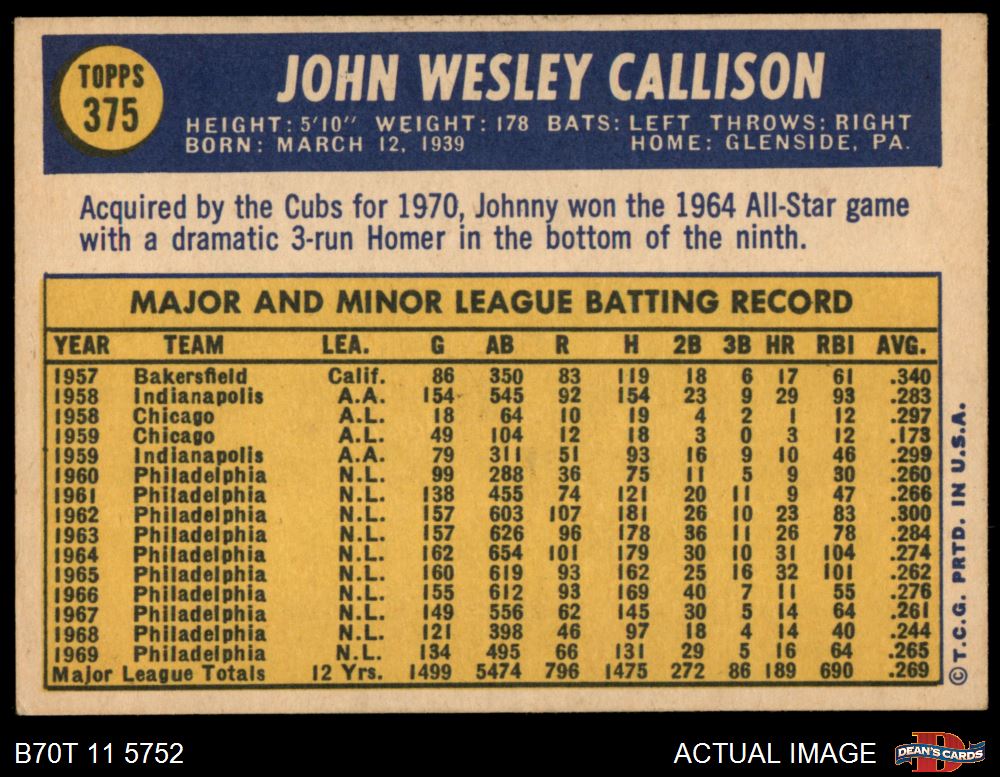 TOPPS
375
JOHN WESLEY CALLISON
HEIGHT: 5'10" WEIGHT: 178 BATS: LEFT THROWS: RIGHT
BORN: MARCH 12, 1939 HOME: GLENSIDE, PA.
Acquired by the Cubs for 1970, Johnny won the 1964 All-Star game
with a dramatic 3-run Homer in the bottom of the ninth.
MAJOR AND MINOR LEAGUE BATTING RECORD
YEAR TEAM LEA. G AB R H 2B 3B HR RBI AVG.
1957 Bakersfield Calif. 86 350 83 119 18 6 17 61 .340
1958 Indianapolis A.A. 154 545 92 154 23 9 29 93 .283
1958 Chicago A.L. 18 64 10 19 4 2 1 12 .297
1959 Chicago A.L. 49 104 12 18 3 0 3 12 .173
1959 Indianapolis A.A. 79 311 51 93 16 9 10 46 .299
1960 Philadelphia N.L. 99 288 36 75 11 5 9 30 .260
1961 Philadelphia N.L. 138 455 74 121 20 11 9 47 .266
1962 Philadelphia N.L. 157 603 107 181 26 10 23 83 .300
1963 Philadelphia N.L. 157 626 96 178 36 11 26 78 .284
1964 Philadelphia N.L. 162 654 101 179 30 10 31 104 .274
1965 Philadelphia N.L. 160 619 93 162 25 16 32 101 .262
1966 Philadelphia N.L. 155 612 93 169 40 7 11 55 .276
1967 Philadelphia N.L. 149 556 62 145 30 5 14 64 .261
1968 Philadelphia N.L. 121 398 46 97 18 4 14 40 .244
1969 Philadelphia N.L. 134 495 66 131 29 5 16 64 .265
Major League Totals 12 Yrs. 1499 5474 796 1475 272 86 189 690 .269
© T.C.G. PRTD. IN U.S.A.
B70T 11 5752 ACTUAL IMAGE
DEAN'S CARDS